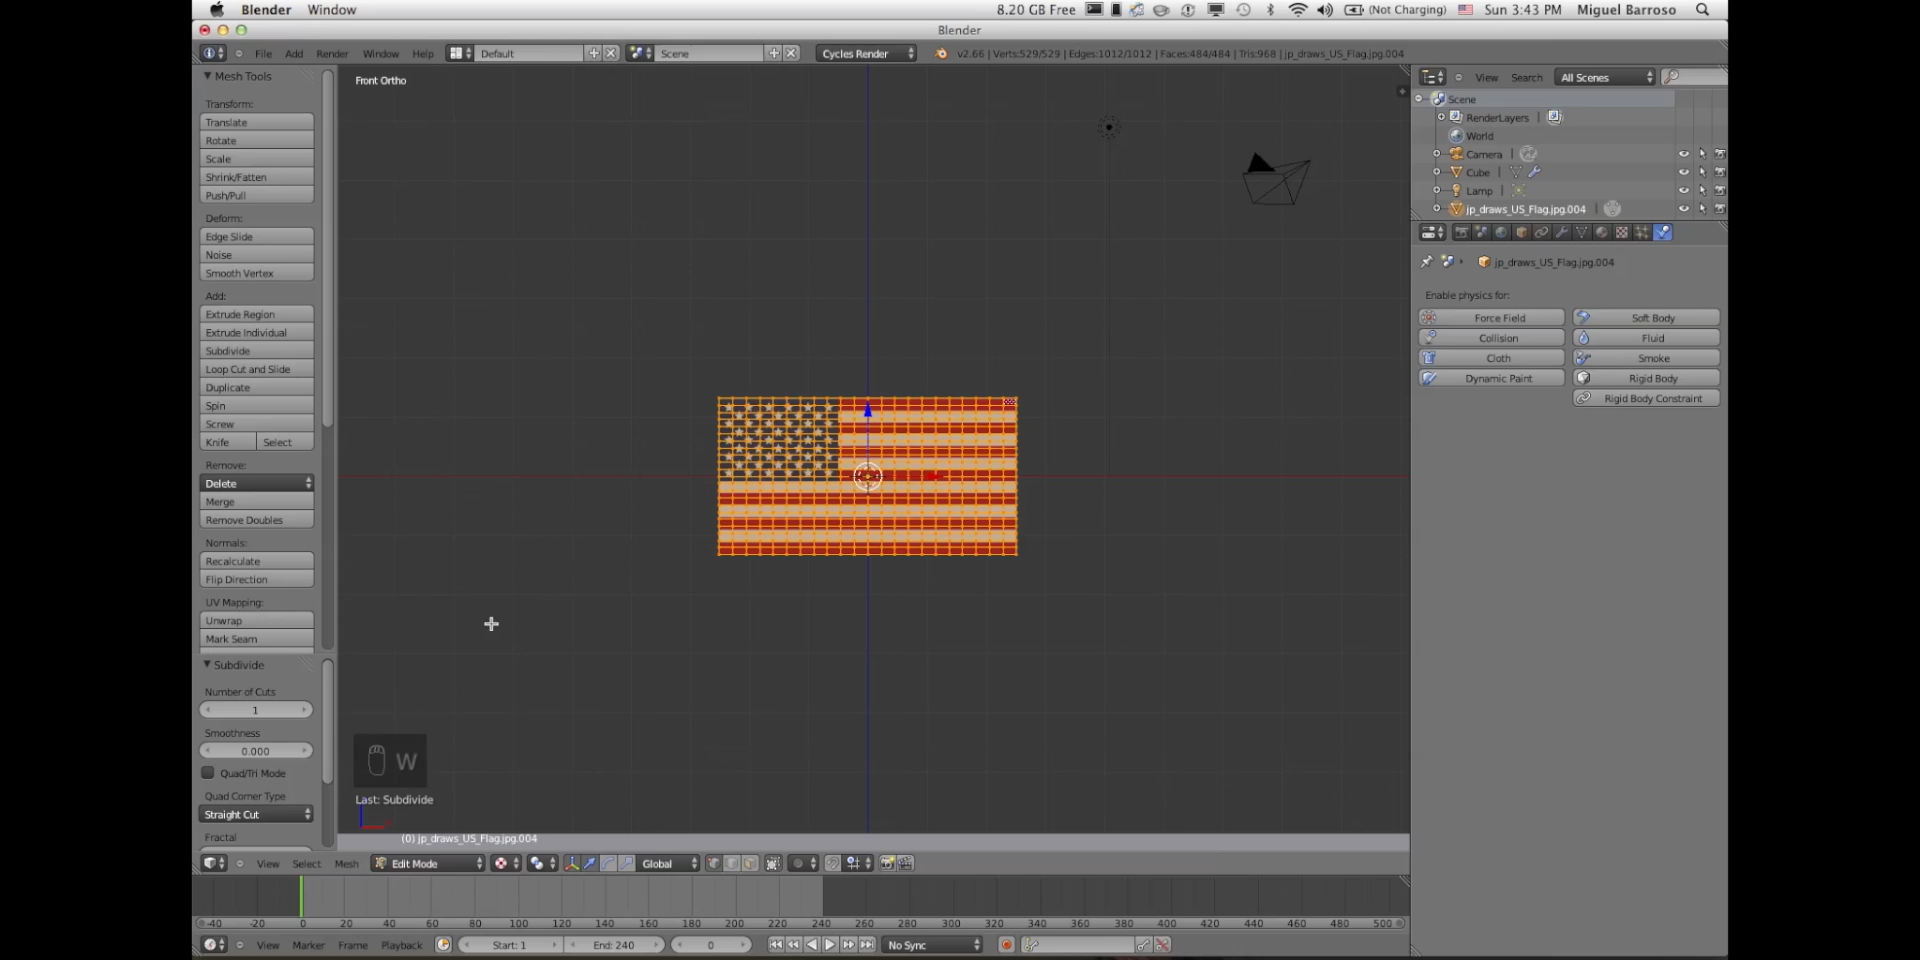 Blender Window 8.20 GB Free (Not Charging) Sun 3:43 PM Miguel Barroso
Blender
File Add Render Window Help Default Scene Cycles Render v2.66 | Verts:529/529 | Edges:1012/1012 | Faces:484/484 | Tris:968 | jp_draws_US_Flag.jpg.004
Mesh Tools
Transform:
Translate
Rotate
Scale
Shrink/Fatten
Push/Pull
Deform:
Edge Slide
Noise
Smooth Vertex
Add:
Extrude Region
Extrude Individual
Subdivide
Loop Cut and Slide
Duplicate
Spin
Screw
Knife Select
Remove:
Delete
Merge
Remove Doubles
Normals:
Recalculate
Flip Direction
UV Mapping:
Unwrap
Mark Seam
Subdivide
Number of Cuts
1
Smoothness
0.000
Quad/Tri Mode
Quad Corner Type
Straight Cut
Fractal
Front Ortho
W
Last: Subdivide
(0) jp_draws_US_Flag.jpg.004
View Search All Scenes
Scene
RenderLayers |
World
Camera |
Cube |
Lamp |
jp_draws_US_Flag.jpg.004 |
jp_draws_US_Flag.jpg.004
Enable physics for:
Force Field Soft Body
Collision Fluid
Cloth Smoke
Dynamic Paint Rigid Body
Rigid Body Constraint
View Select Mesh Edit Mode Global
-40 -20 0 20 40 60 80 100 120 140 160 180 200 220 240 260 280 300 320 340 360 380 400 420 440 460 480 500
View Marker Frame Playback Start: 1 End: 240 0 No Sync